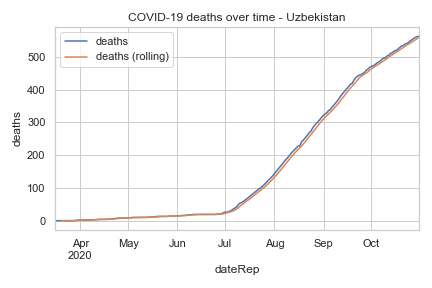 COVID-19 deaths over time - Uzbekistan
deaths
deaths (rolling)
deaths
500
400
300
200
100
0
Apr May Jun Jul Aug Sep Oct
2020
dateRep